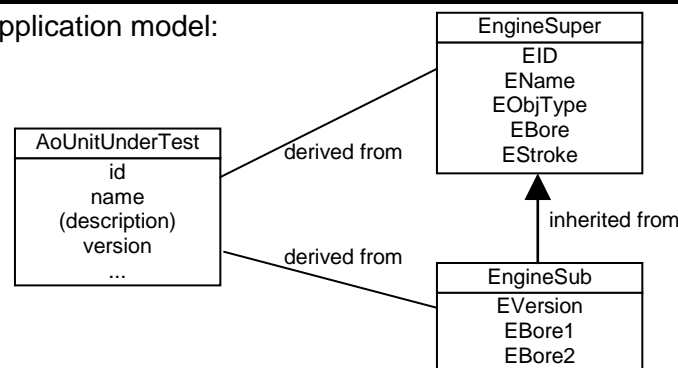 pplication model:
EngineSuper
EID
EName
EObjType
EBore
EStroke
AoUnitUnderTest
id
name
(description)
version
...
derived from
derived from
inherited from
EngineSub
EVersion
EBore1
EBore2